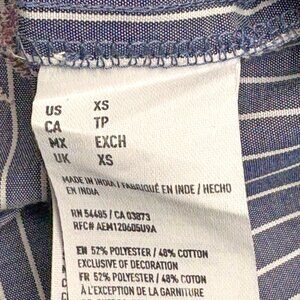 US XS
CA TP
MX EXCH
UK XS
MADE IN INDIA / FABRIQUÉ EN INDE / HECHO
EN INDIA
RN 54485 / CA 03873
RFC# AEM120605U9A
EN 52% POLYESTER / 48% COTTON
EXCLUSIVE OF DECORATION
FR 52% POLYESTER / 48% COTON
À L'EXCEPTION DE LA GARNITURE